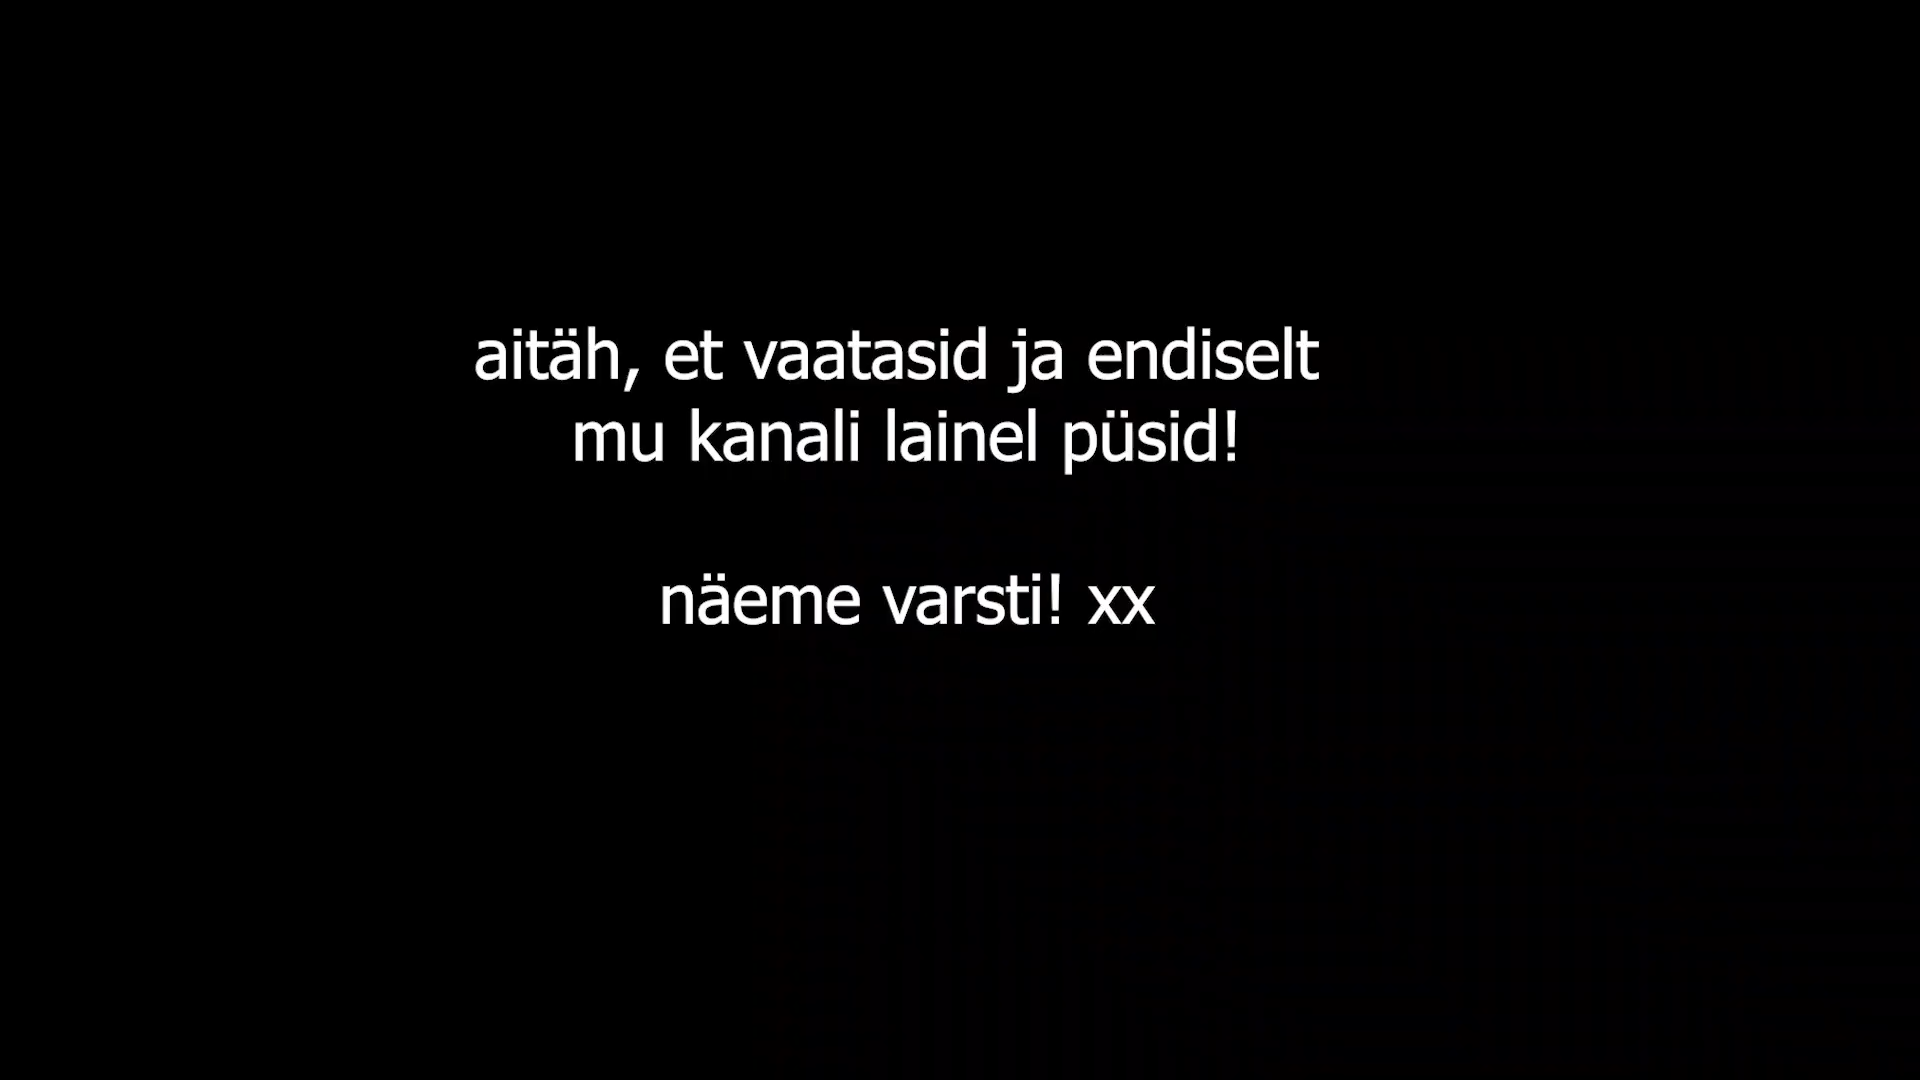 aitäh, et vaatasid ja endiselt
mu kanali lainel püsid!
näeme varsti! xx